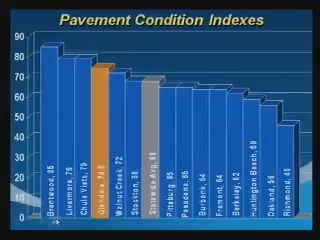 Pavement Condition Indexes
90
80
70
60
50
40
30
20
10
0
Brentwood, 85
Livermore, 79
Chula Vista, 79
Glendale, 74.5
Walnut Creek, 72
Stockton, 68
Statewide Avg, 68
Pittsburg, 65
Pasadena, 65
Burbank, 64
Fremont, 64
Berkeley, 62
Huntington Beach, 59
Oakland, 56
Richmond, 46